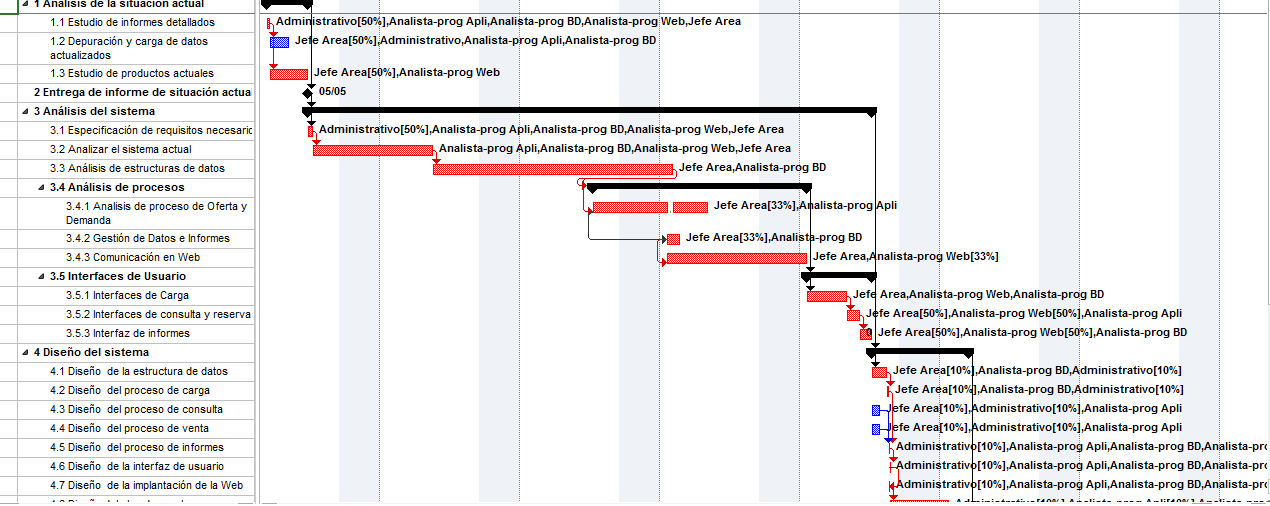 1 Análisis de la situación actual
1.1 Estudio de informes detallados
Administrativo[50%],Analista-prog Apli,Analista-prog BD,Analista-prog Web,Jefe Area
1.2 Depuración y carga de datos
actualizados
Jefe Area[50%],Administrativo,Analista-prog Apli,Analista-prog BD
1.3 Estudio de productos actuales
Jefe Area[50%],Analista-prog Web
2 Entrega de informe de situación actua
05/05
3 Análisis del sistema
3.1 Especificación de requisitos necesaric
Administrativo[50%],Analista-prog Apli,Analista-prog BD,Analista-prog Web,Jefe Area
3.2 Analizar el sistema actual
Analista-prog Apli,Analista-prog BD,Analista-prog Web,Jefe Area
3.3 Análisis de estructuras de datos
Jefe Area,Analista-prog BD
3.4 Análisis de procesos
3.4.1 Analisis de proceso de Oferta y
Demanda
Jefe Area[33%],Analista-prog Apli
3.4.2 Gestión de Datos e Informes
Jefe Area[33%],Analista-prog BD
3.4.3 Comunicación en Web
Jefe Area,Analista-prog Web[33%]
3.5 Interfaces de Usuario
3.5.1 Interfaces de Carga
Jefe Area,Analista-prog Web,Analista-prog BD
3.5.2 Interfaces de consulta y reserva
Jefe Area[50%],Analista-prog Web[50%],Analista-prog Apli
3.5.3 Interfaz de informes
Jefe Area[50%],Analista-prog Web[50%],Analista-prog BD
4 Diseño del sistema
4.1 Diseño de la estructura de datos
Jefe Area[10%],Analista-prog BD,Administrativo[10%]
4.2 Diseño del proceso de carga
Jefe Area[10%],Analista-prog BD,Administrativo[10%]
4.3 Diseño del proceso de consulta
Jefe Area[10%],Administrativo[10%],Analista-prog Apli
4.4 Diseño del proceso de venta
Jefe Area[10%],Administrativo[10%],Analista-prog Apli
4.5 Diseño del proceso de informes
Administrativo[10%],Analista-prog Apli,Analista-prog BD,Analista-pro
4.6 Diseño de la interfaz de usuario
Administrativo[10%],Analista-prog Apli,Analista-prog BD,Analista-pro
4.7 Diseño de la implantación de la Web
Administrativo[10%],Analista-prog Apli,Analista-prog BD,Analista-pro